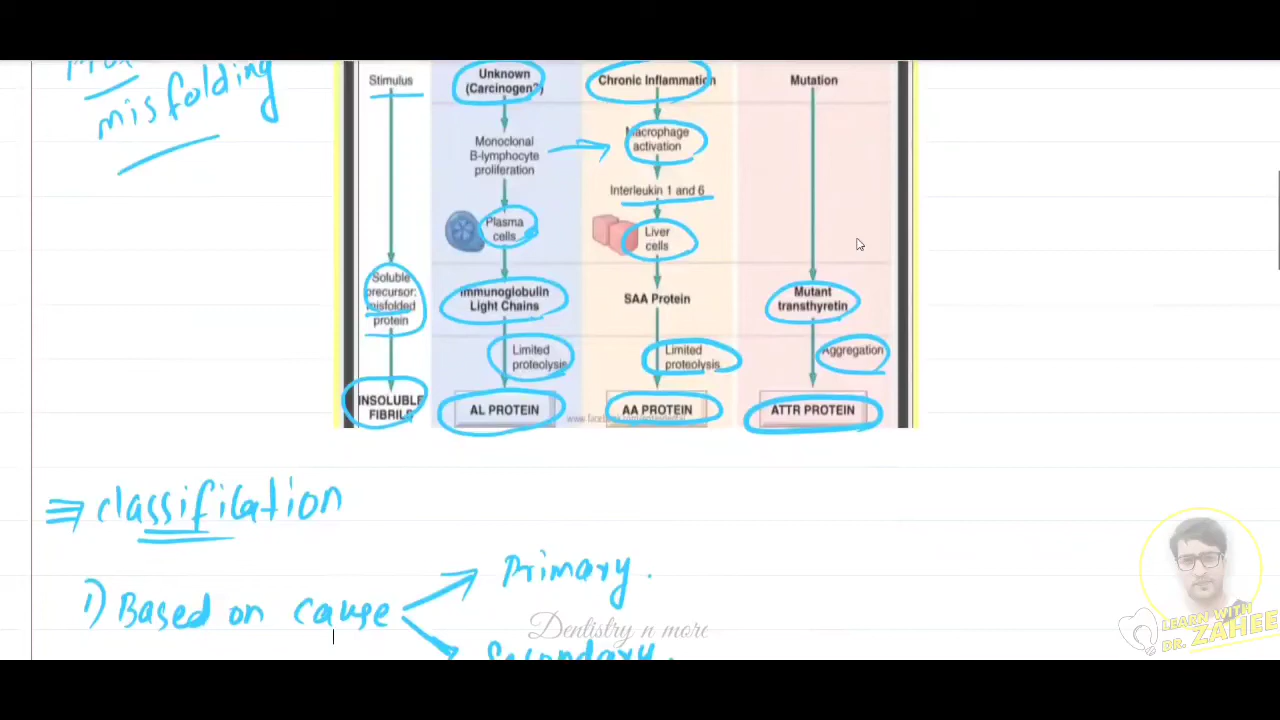 misfolding
Stimulus
Unknown
(Carcinogen?)
Chronic Inflammation
Mutation
Monoclonal
B-lymphocyte
proliferation
Macrophage
activation
Interleukin 1 and 6
Plasma
cells
Liver
cells
Soluble
precursor:
misfolded
protein
Immunoglobulin
Light Chains
SAA Protein
Mutant
transthyretin
Limited
proteolysis
Limited
proteolysis
Aggregation
INSOLUBLE
FIBRILS
AL PROTEIN
AA PROTEIN
ATTR PROTEIN
⇒ classification
1) Based on cause
Primary.
Secondary.
Dentistry n more
LEARN WITH
DR. ZAHEE